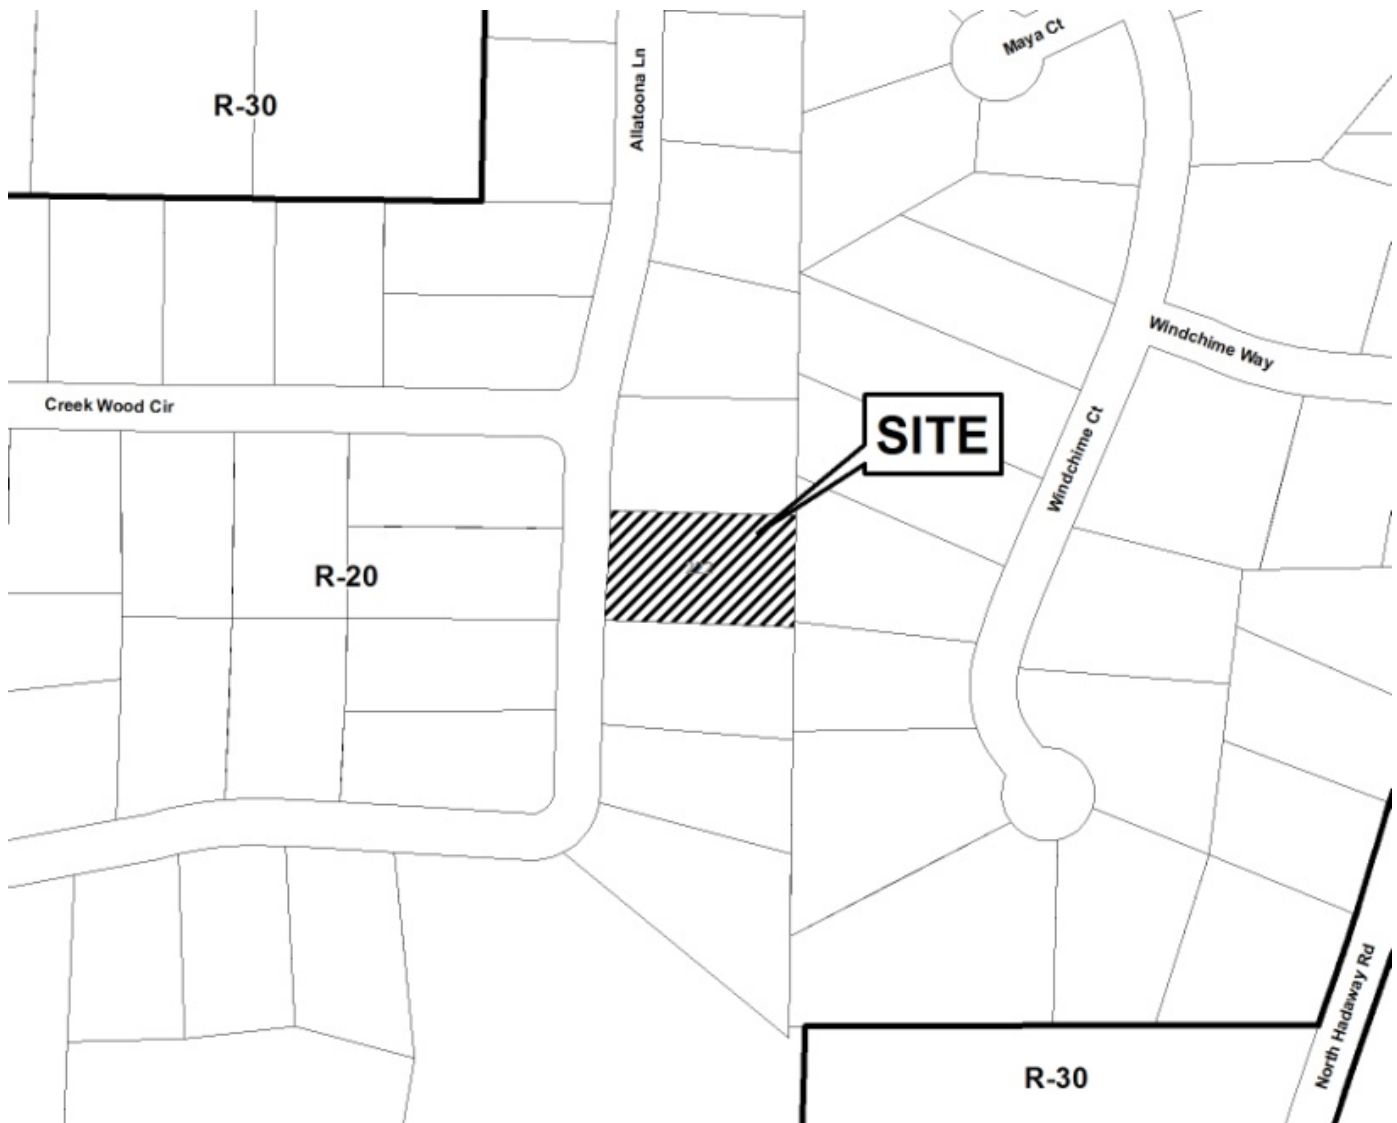 Maya Ct
R-30
Allatoona Ln
Windchime Way
Creek Wood Cir
SITE
Windchime Ct
R-20
North Hadaway Rd
R-30